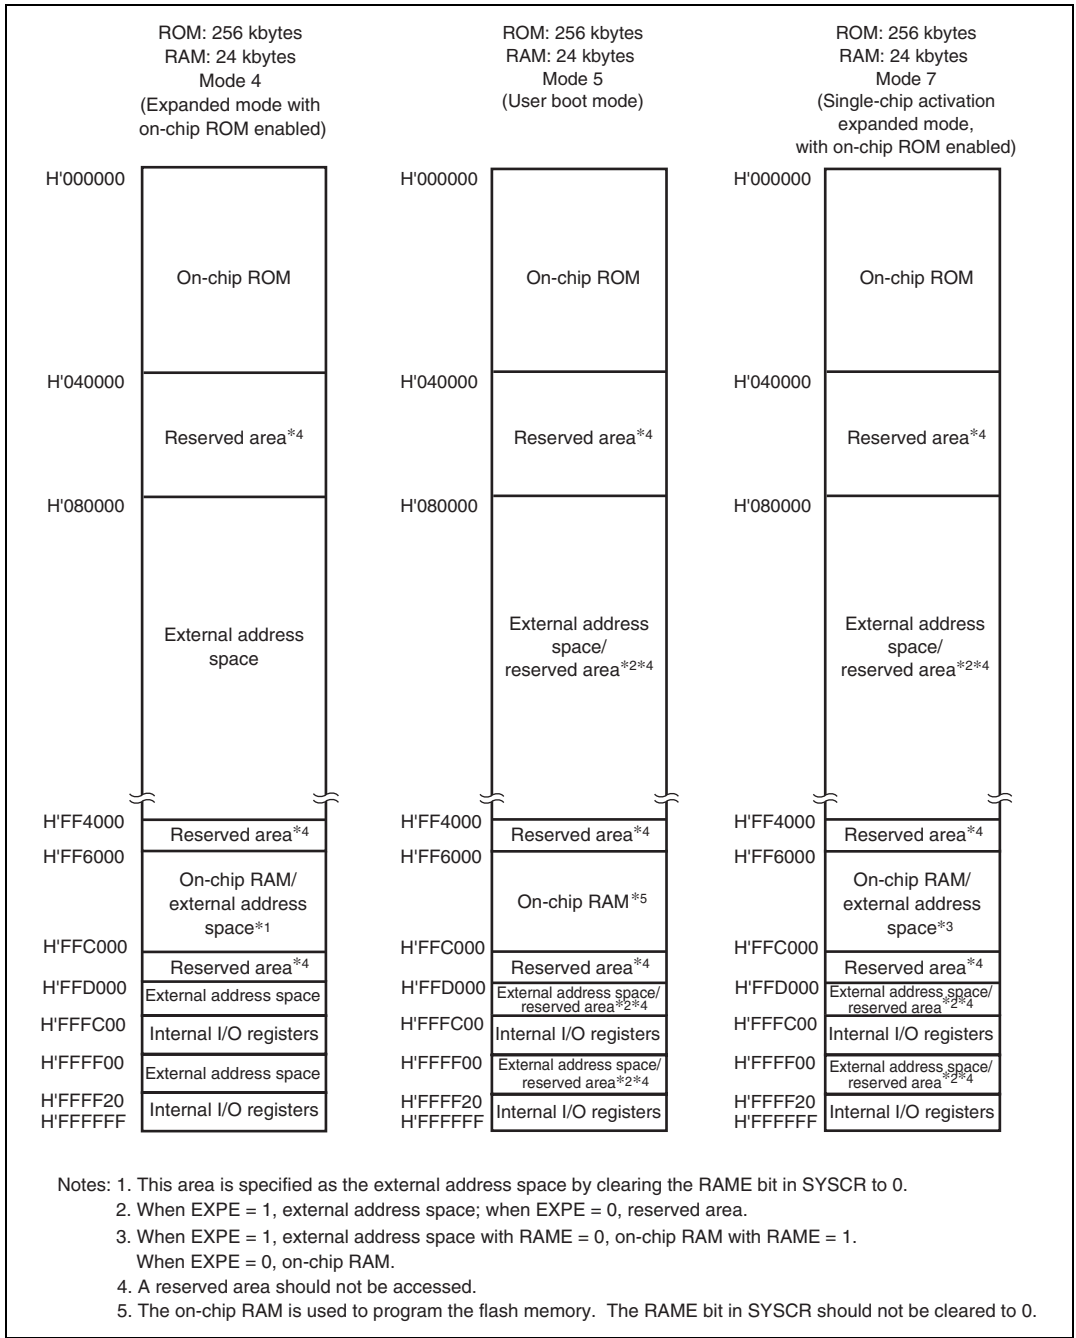 ROM: 256 kbytes
RAM: 24 kbytes
Mode 4
(Expanded mode with
on-chip ROM enabled)
H'000000
On-chip ROM
H'040000
Reserved area*4
H'080000
External address
space
H'FF4000
Reserved area*4
H'FF6000
On-chip RAM/
external address
space*1
H'FFC000
Reserved area*4
H'FFD000
External address space
H'FFFC00
Internal I/O registers
H'FFFF00
External address space
H'FFFF20
Internal I/O registers
H'FFFFFF
ROM: 256 kbytes
RAM: 24 kbytes
Mode 5
(User boot mode)
H'000000
On-chip ROM
H'040000
Reserved area*4
H'080000
External address
space/
reserved area*2*4
H'FF4000
Reserved area*4
H'FF6000
On-chip RAM*5
H'FFC000
Reserved area*4
H'FFD000
External address space/
reserved area*2*4
H'FFFC00
Internal I/O registers
H'FFFF00
External address space/
reserved area*2*4
H'FFFF20
Internal I/O registers
H'FFFFFF
ROM: 256 kbytes
RAM: 24 kbytes
Mode 7
(Single-chip activation
expanded mode,
with on-chip ROM enabled)
H'000000
On-chip ROM
H'040000
Reserved area*4
H'080000
External address
space/
reserved area*2*4
H'FF4000
Reserved area*4
H'FF6000
On-chip RAM/
external address
space*3
H'FFC000
Reserved area*4
H'FFD000
External address space/
reserved area*2*4
H'FFFC00
Internal I/O registers
H'FFFF00
External address space/
reserved area*2*4
H'FFFF20
Internal I/O registers
H'FFFFFF
Notes: 1. This area is specified as the external address space by clearing the RAME bit in SYSCR to 0.
2. When EXPE = 1, external address space; when EXPE = 0, reserved area.
3. When EXPE = 1, external address space with RAME = 0, on-chip RAM with RAME = 1.
When EXPE = 0, on-chip RAM.
4. A reserved area should not be accessed.
5. The on-chip RAM is used to program the flash memory. The RAME bit in SYSCR should not be cleared to 0.